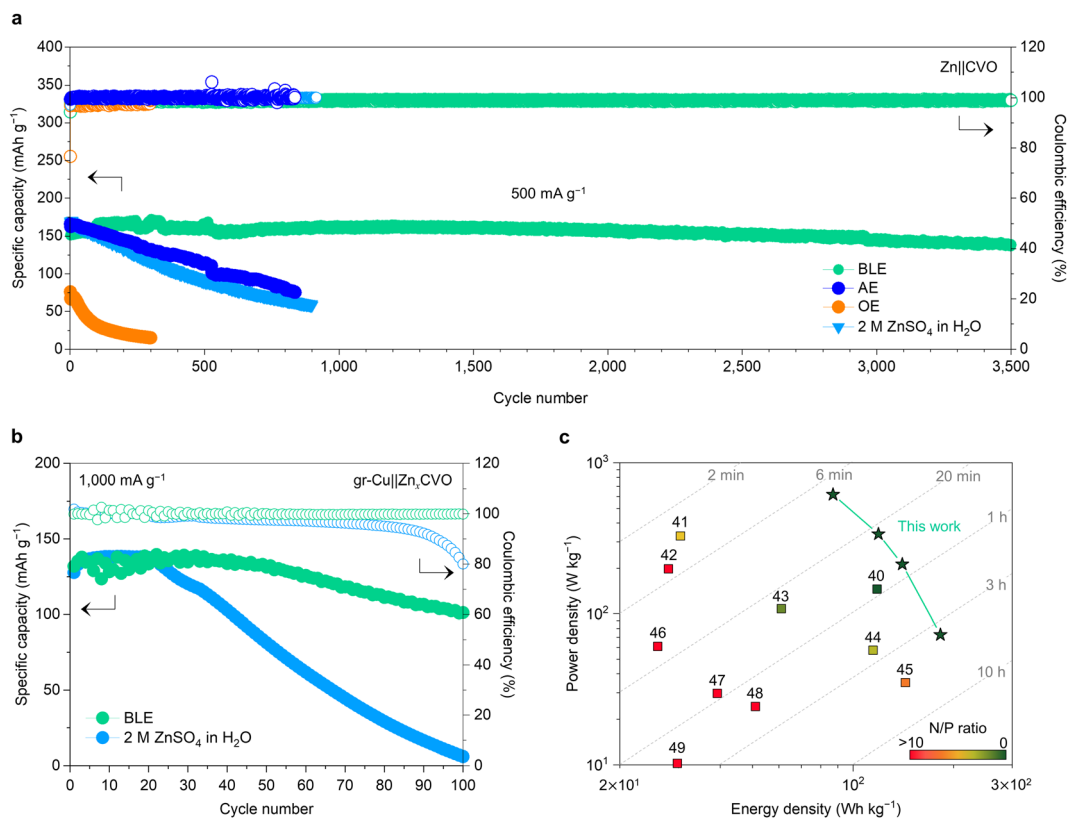 a
400
350
300
250
200
150
100
50
0
Specific capacity (mAh g⁻¹)
120
100
80
60
40
20
0
Coulombic efficiency (%)
Zn||CVO
500 mA g⁻¹
BLE
AE
OE
2 M ZnSO₄ in H₂O
0 500 1,000 1,500 2,000 2,500 3,000 3,500
Cycle number
b
200
150
100
50
0
Specific capacity (mAh g⁻¹)
1,000 mA g⁻¹
gr-Cu||ZnₓCVO
120
100
80
60
40
20
0
Coulombic efficiency (%)
BLE
2 M ZnSO₄ in H₂O
0 10 20 30 40 50 60 70 80 90 100
Cycle number
c
10³
10²
10¹
Power density (W kg⁻¹)
2 min
6 min
20 min
1 h
3 h
10 h
This work
41
42
40
43
46
44
45
47
48
49
N/P ratio
>10 0
2×10¹ 10² 3×10²
Energy density (Wh kg⁻¹)